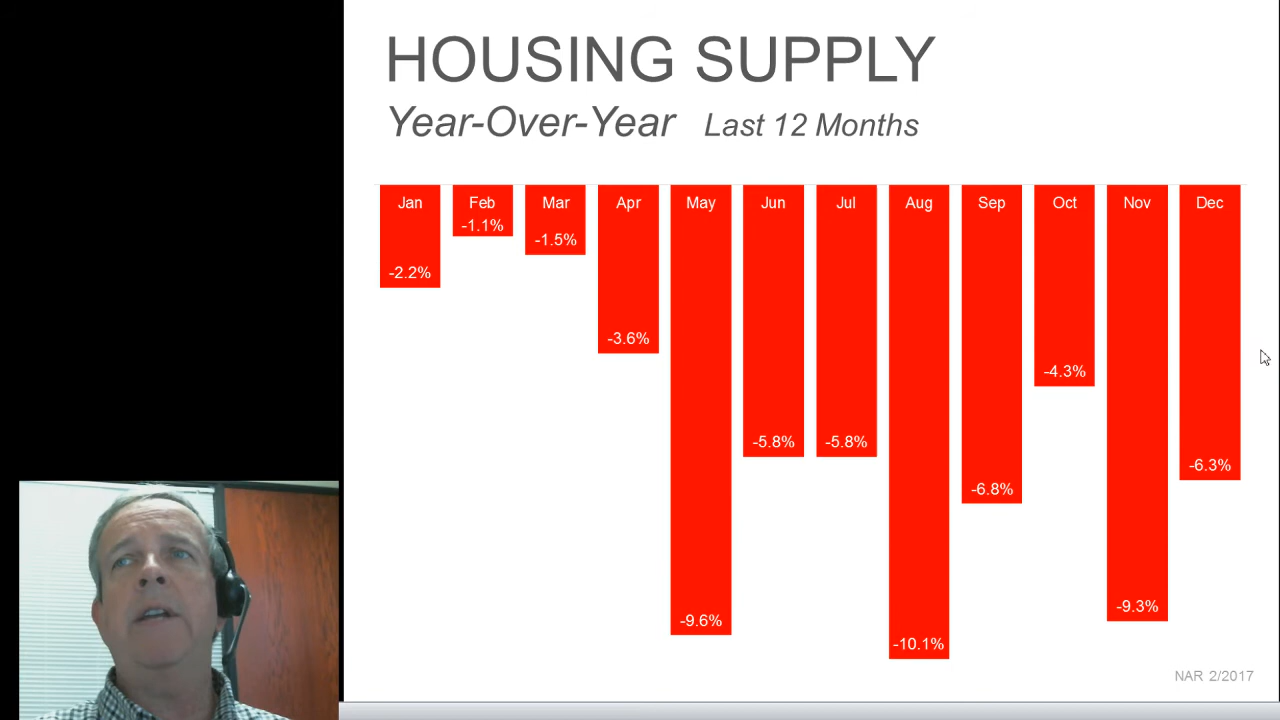 HOUSING SUPPLY
Year-Over-Year Last 12 Months
Jan Feb Mar Apr May Jun Jul Aug Sep Oct Nov Dec
-2.2% -1.1% -1.5% -3.6% -9.6% -5.8% -5.8% -10.1% -6.8% -4.3% -9.3% -6.3%
NAR 2/2017